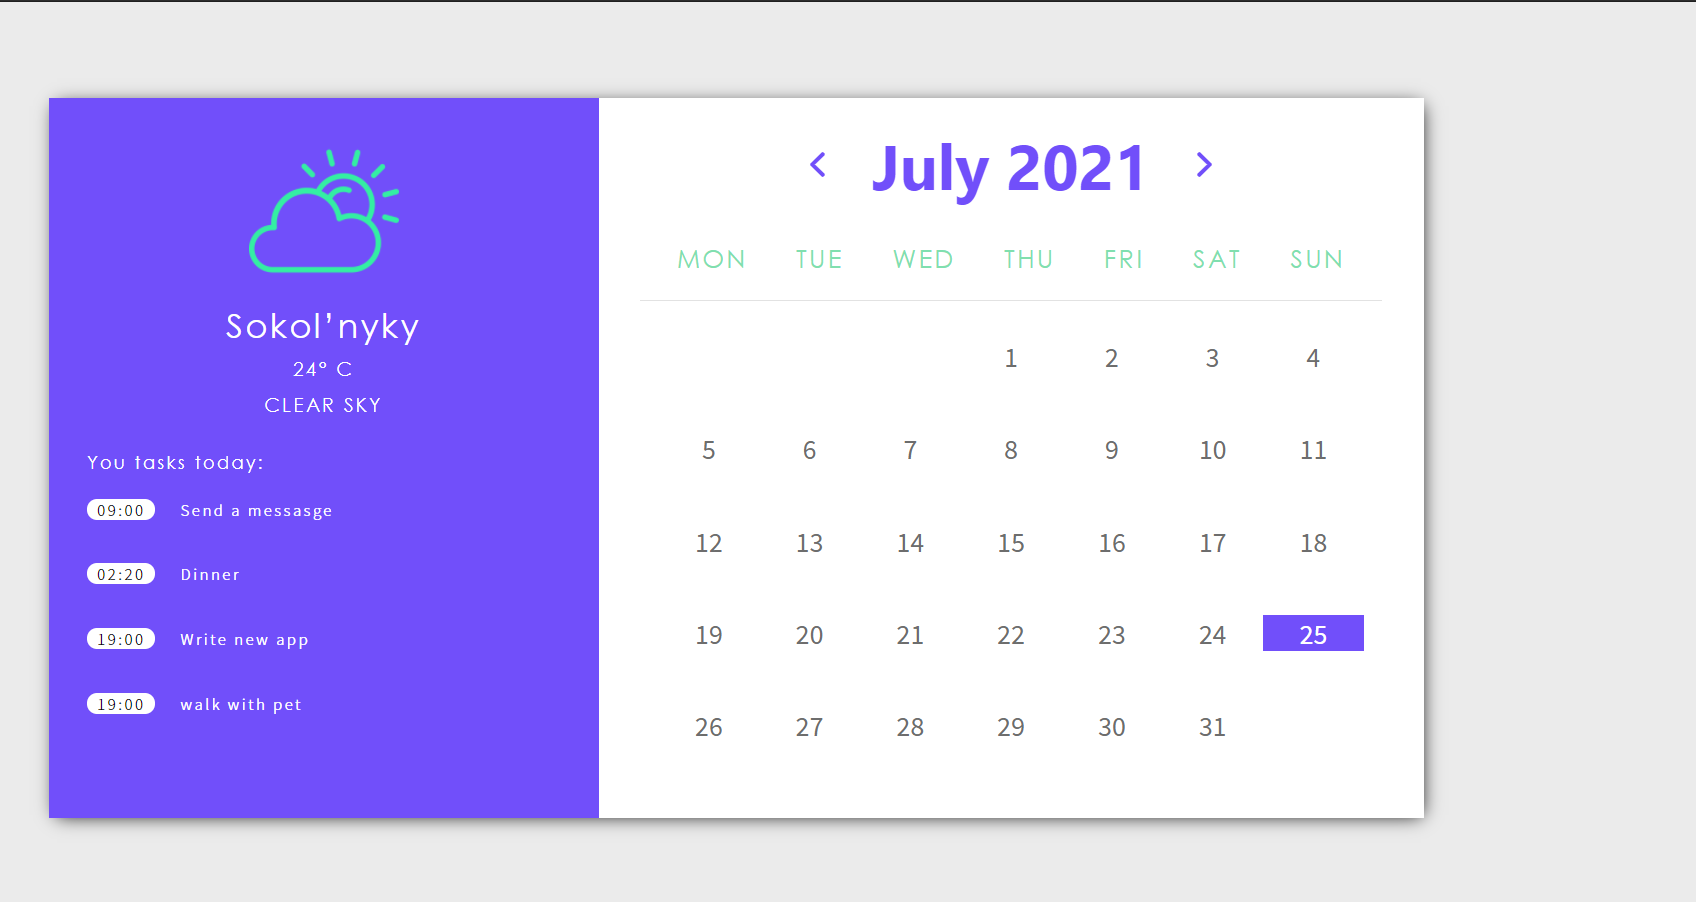 Sokol’nyky
24° C
CLEAR SKY
You tasks today:
09:00 Send a messasge
02:20 Dinner
19:00 Write new app
19:00 walk with pet
July 2021
MON TUE WED THU FRI SAT SUN
1 2 3 4
5 6 7 8 9 10 11
12 13 14 15 16 17 18
19 20 21 22 23 24 25
26 27 28 29 30 31